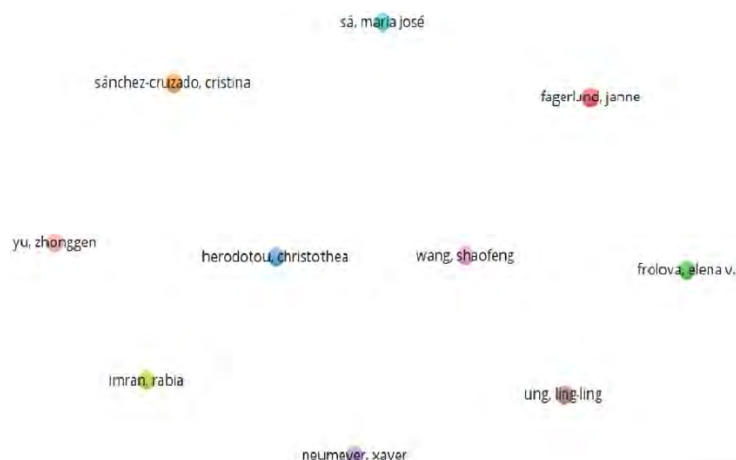 sá, maria josé
sánchez-cruzado, cristina
fagerlund, janne
yu, zhonggen
herodotou, christothea
wang, shaofeng
frolova, elena v.
imran, rabia
ung, ling-ling
neumeyer, xaver